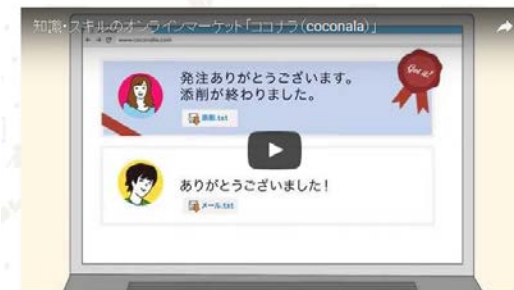 知識・スキルのオンラインマーケット「ココナラ（coconala）」
www.coconala.com
発注ありがとうございます。
添削が終わりました。
Got it!
添削.txt
ありがとうございました！
メール.txt